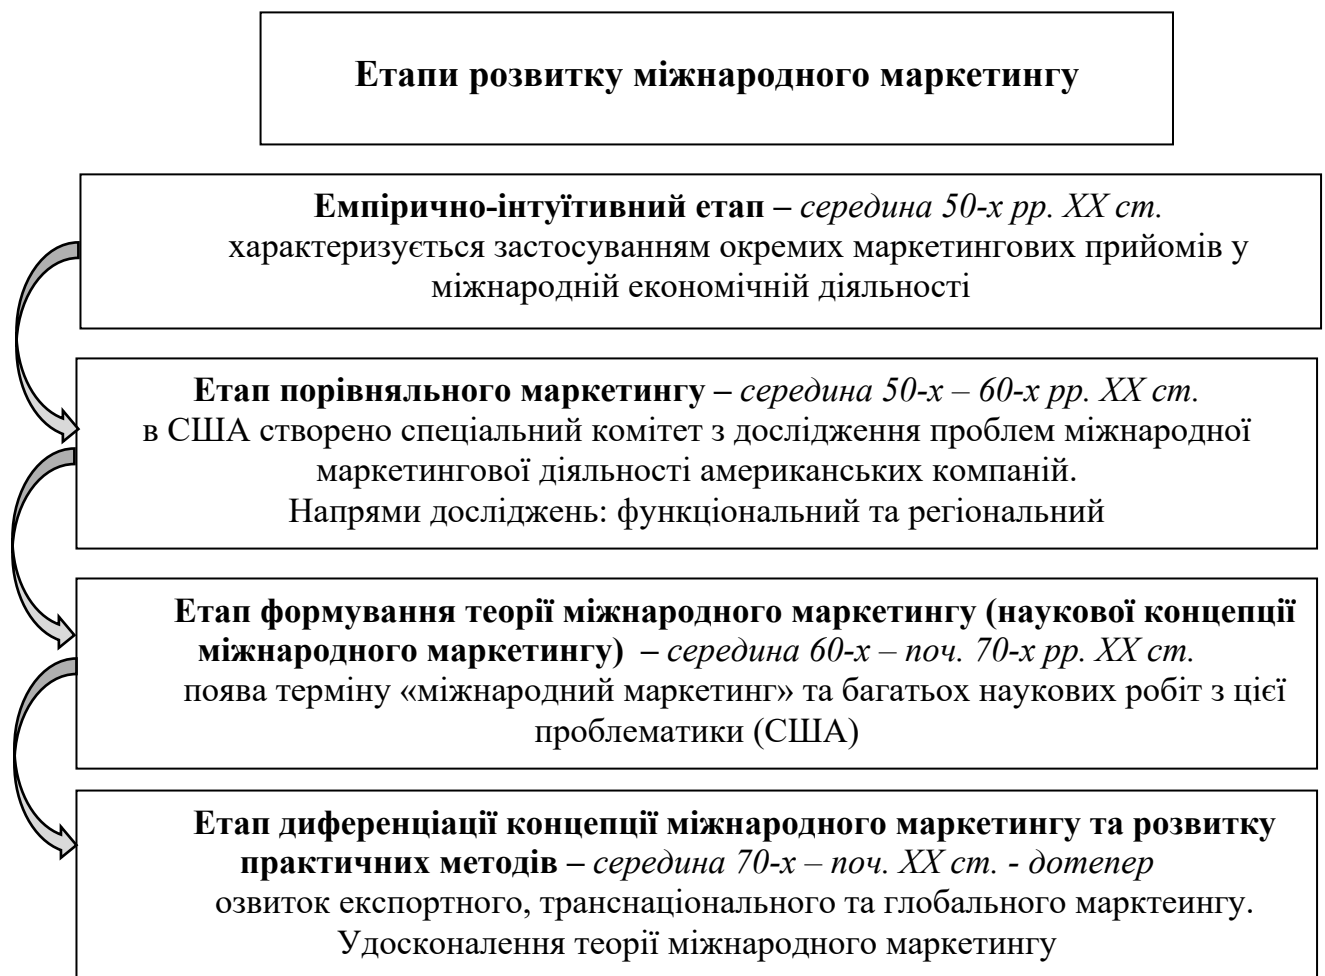 Етапи розвитку міжнародного маркетингу
Емпірично-інтуїтивний етап – середина 50-х рр. ХХ ст.
характеризується застосуванням окремих маркетингових прийомів у
міжнародній економічній діяльності
Етап порівняльного маркетингу – середина 50-х – 60-х рр. ХХ ст.
в США створено спеціальний комітет з дослідження проблем міжнародної
маркетингової діяльності американських компаній.
Напрями досліджень: функціональний та регіональний
Етап формування теорії міжнародного маркетингу (наукової концепції
міжнародного маркетингу) – середина 60-х – поч. 70-х рр. ХХ ст.
поява терміну «міжнародний маркетинг» та багатьох наукових робіт з цієї
проблематики (США)
Етап диференціації концепції міжнародного маркетингу та розвитку
практичних методів – середина 70-х – поч. ХХ ст. - дотепер
озвиток експортного, транснаціонального та глобального марктеингу.
Удосконалення теорії міжнародного маркетингу